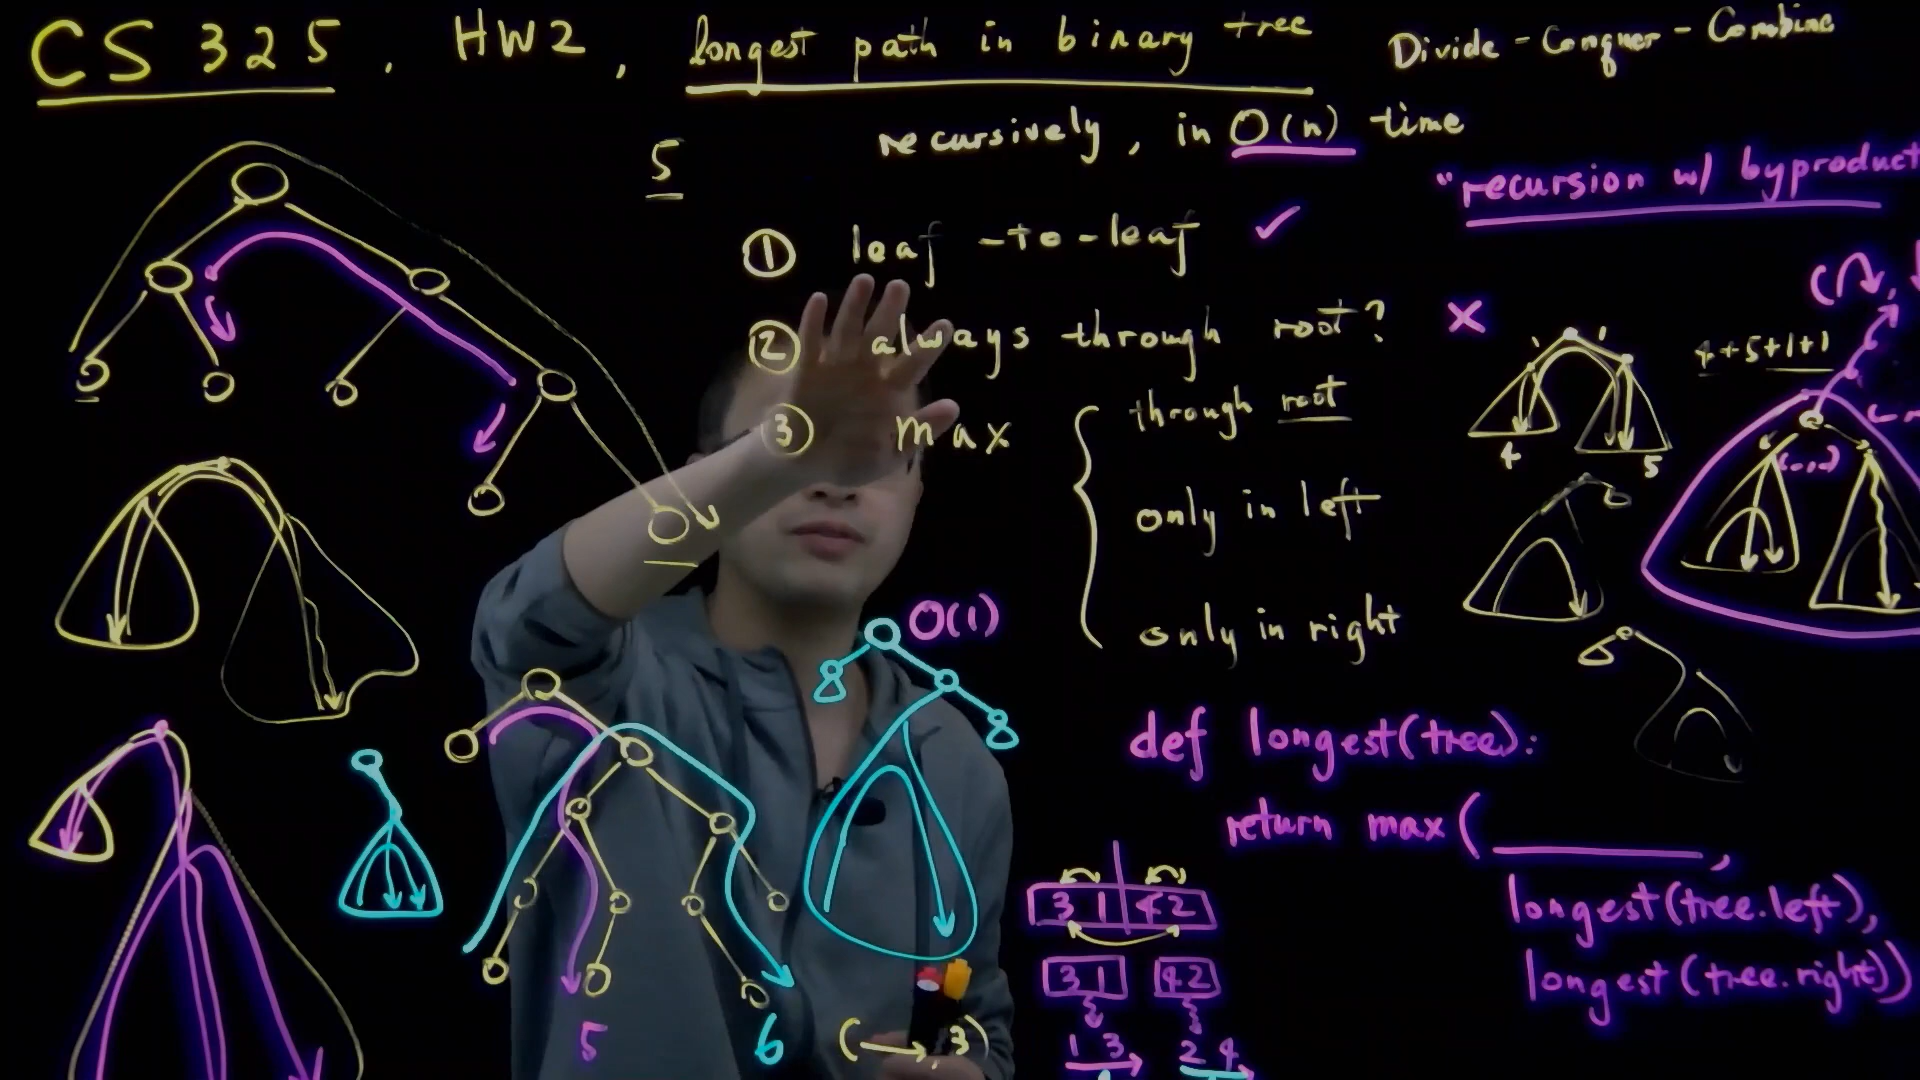 CS 325, HW2, longest path in binary tree
Divide - Conquer - Combine
recursively, in O(n) time
5
"recursion w/ byproduct
① leaf -to-leaf ✓
② always through root? ×
③ max { through root
only in left
only in right
4+5+1+1
4 5
O(1)
def longest(tree):
return max( ______,
longest(tree.left),
longest(tree.right))
3 1 4 2
3 1 4 2
1 3 2 4
5
6
( → , 3)